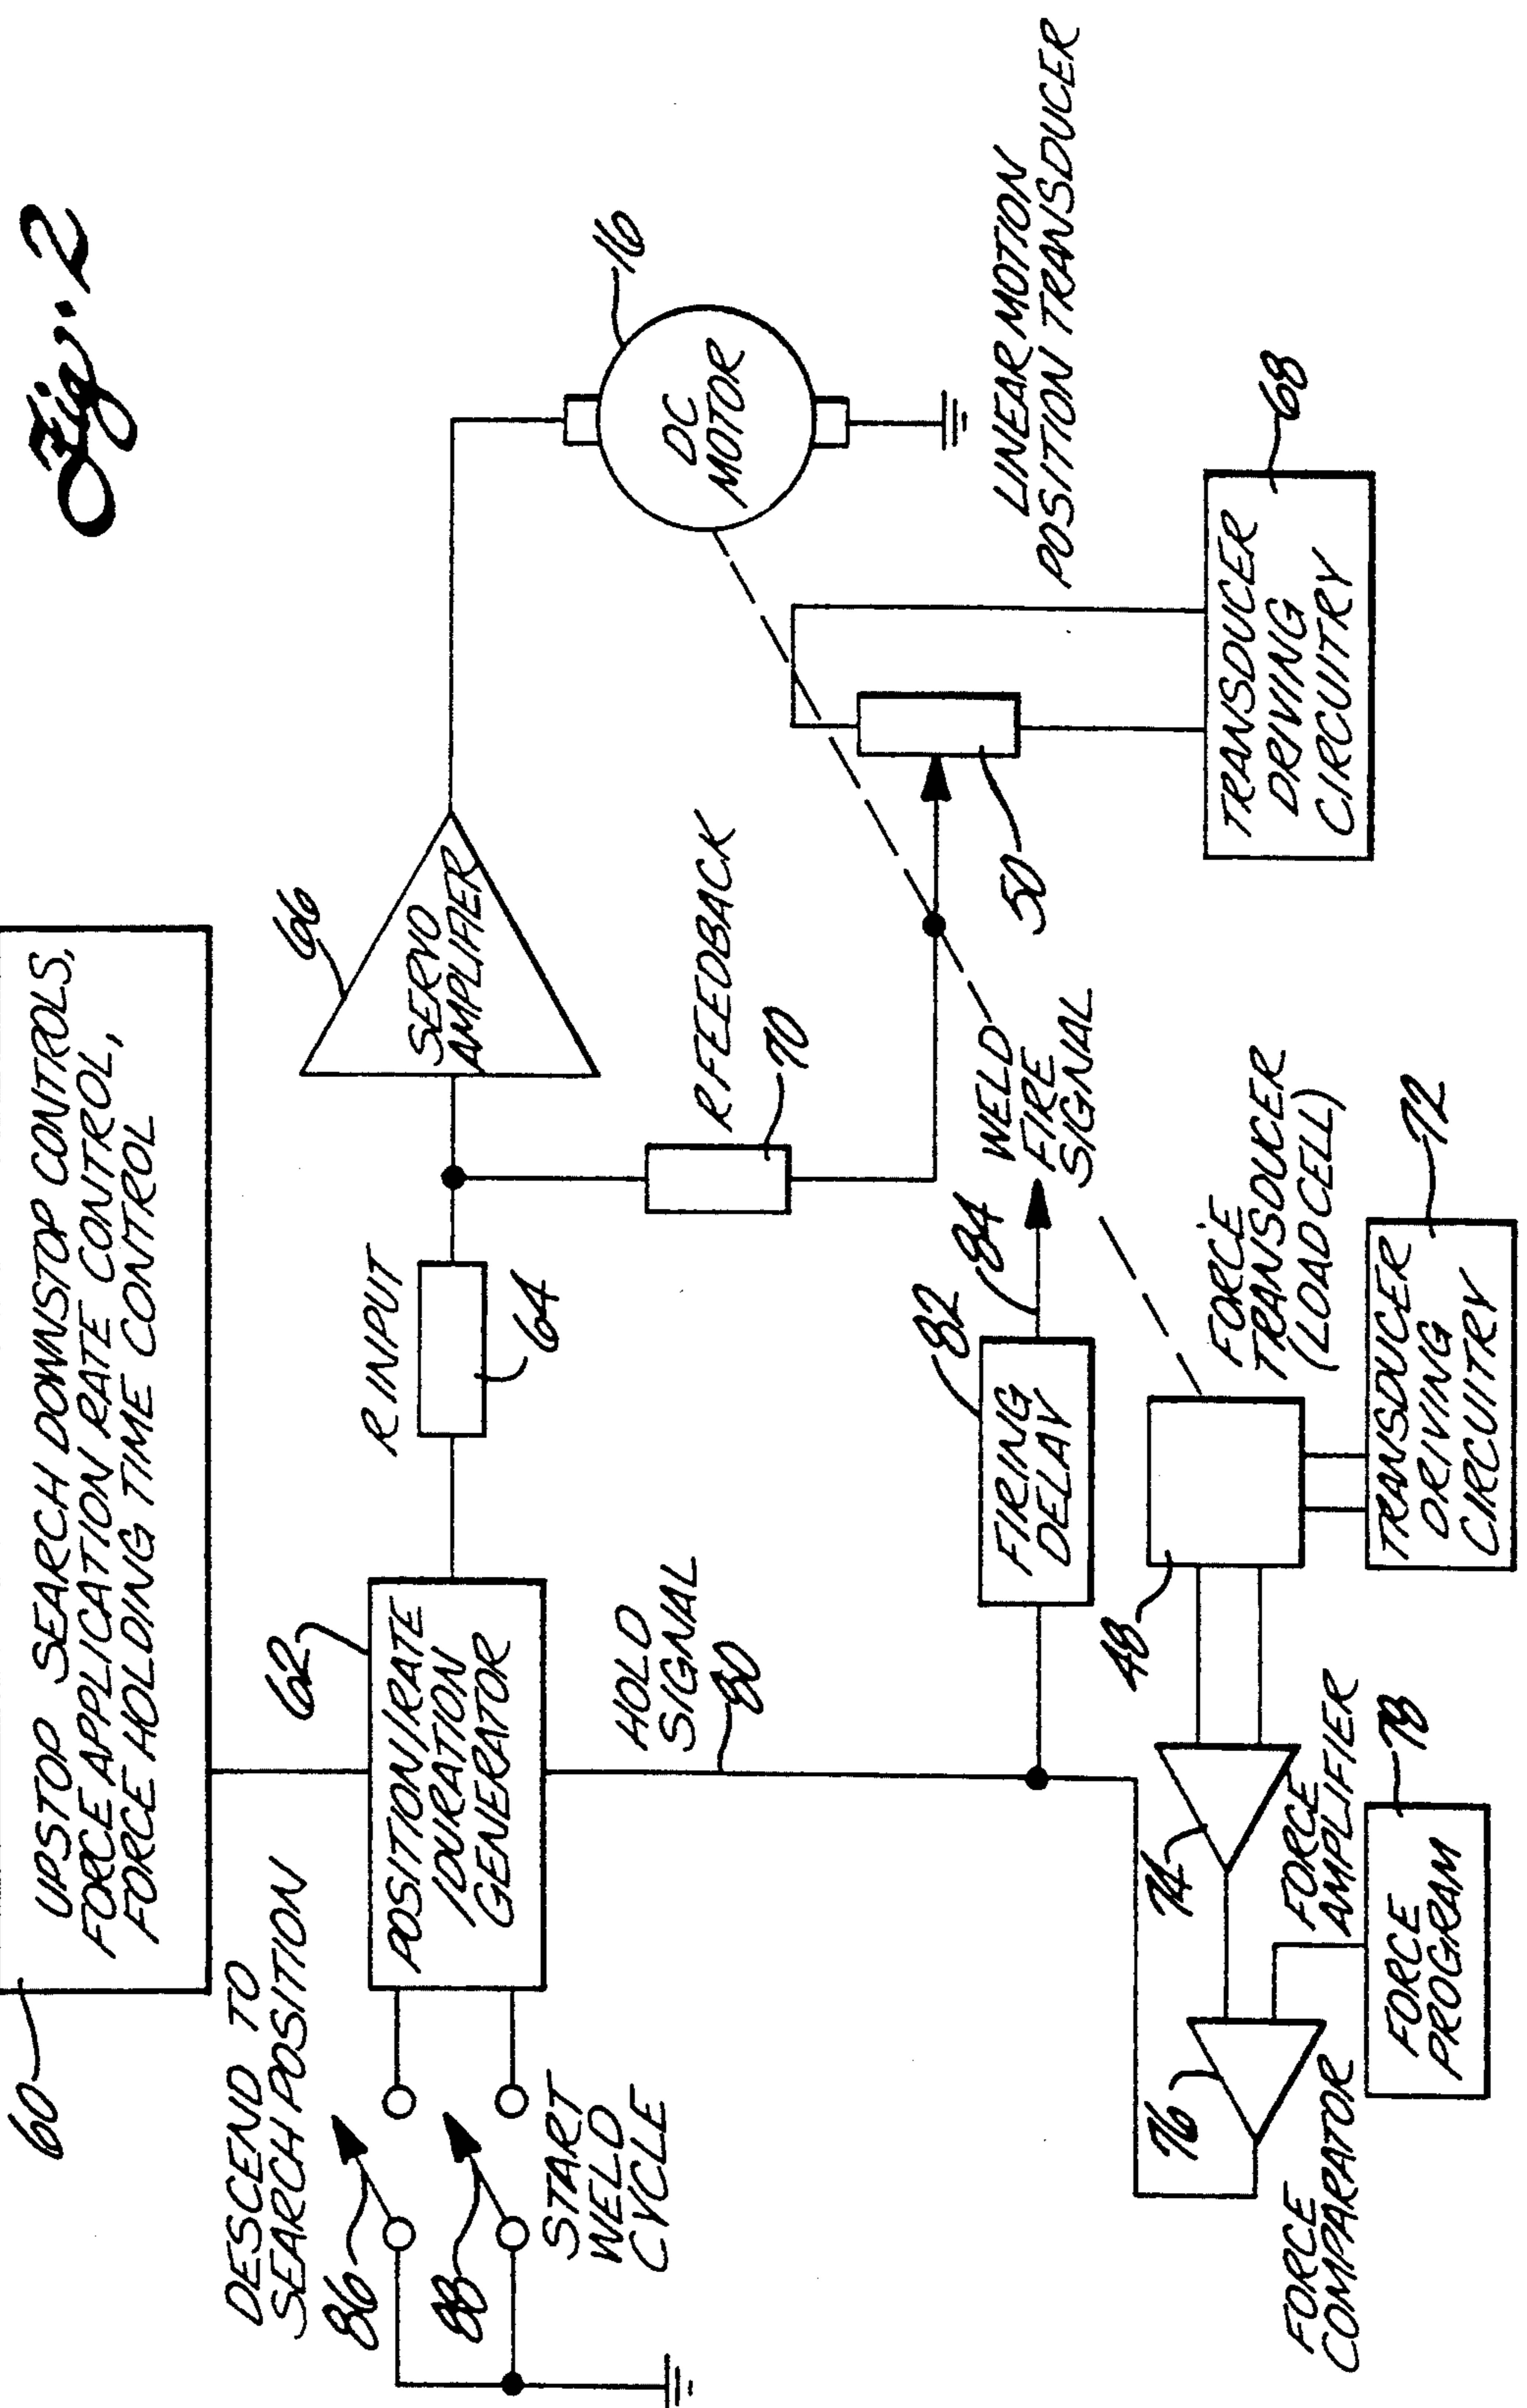 Fig. 2
60
UPSTOP SEARCH DOWNSTOP CONTROLS,
FORCE APPLICATION RATE CONTROL,
FORCE HOLDING TIME CONTROL
DESCEND TO
SEARCH POSITION
86
88
START
WELD
CYCLE
62
POSITION/RATE
/DURATION
GENERATOR
HOLD
SIGNAL
80
R INPUT
64
66
SERVO
AMPLIFIER
R FEEDBACK
70
16
DC
MOTOR
LINEAR MOTION
POSITION TRANSDUCER
50
68
TRANSDUCER
DRIVING
CIRCUITRY
82
FIRING
DELAY
84
WELD
FIRE
SIGNAL
FORCE
TRANSDUCER
(LOAD CELL)
48
72
TRANSDUCER
DRIVING
CIRCUITRY
74
FORCE
AMPLIFIER
76
FORCE
COMPARATOR
78
FORCE
PROGRAM